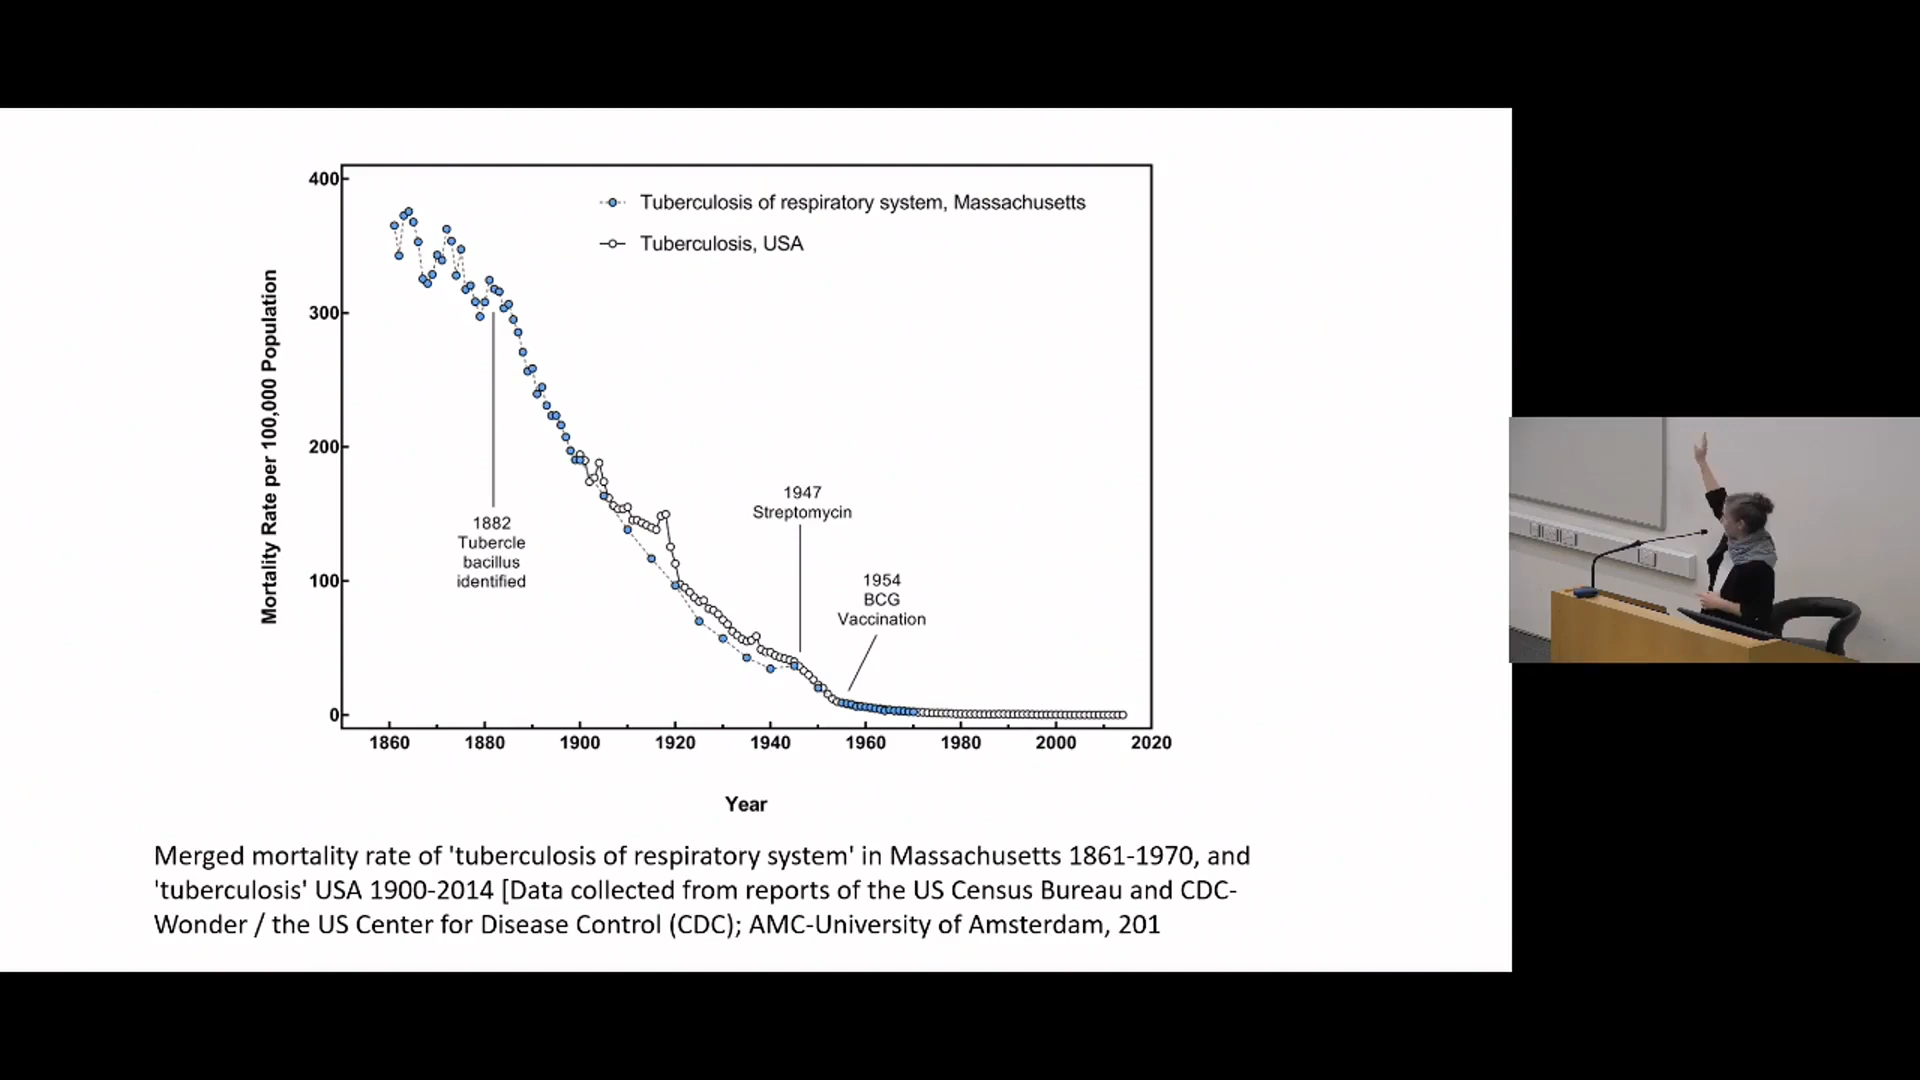 400
300
200
100
0
Mortality Rate per 100,000 Population
Tuberculosis of respiratory system, Massachusetts
Tuberculosis, USA
1882
Tubercle
bacillus
identified
1947
Streptomycin
1954
BCG
Vaccination
1860 1880 1900 1920 1940 1960 1980 2000 2020
Year
Merged mortality rate of 'tuberculosis of respiratory system' in Massachusetts 1861-1970, and
'tuberculosis' USA 1900-2014 [Data collected from reports of the US Census Bureau and CDC-
Wonder / the US Center for Disease Control (CDC); AMC-University of Amsterdam, 201